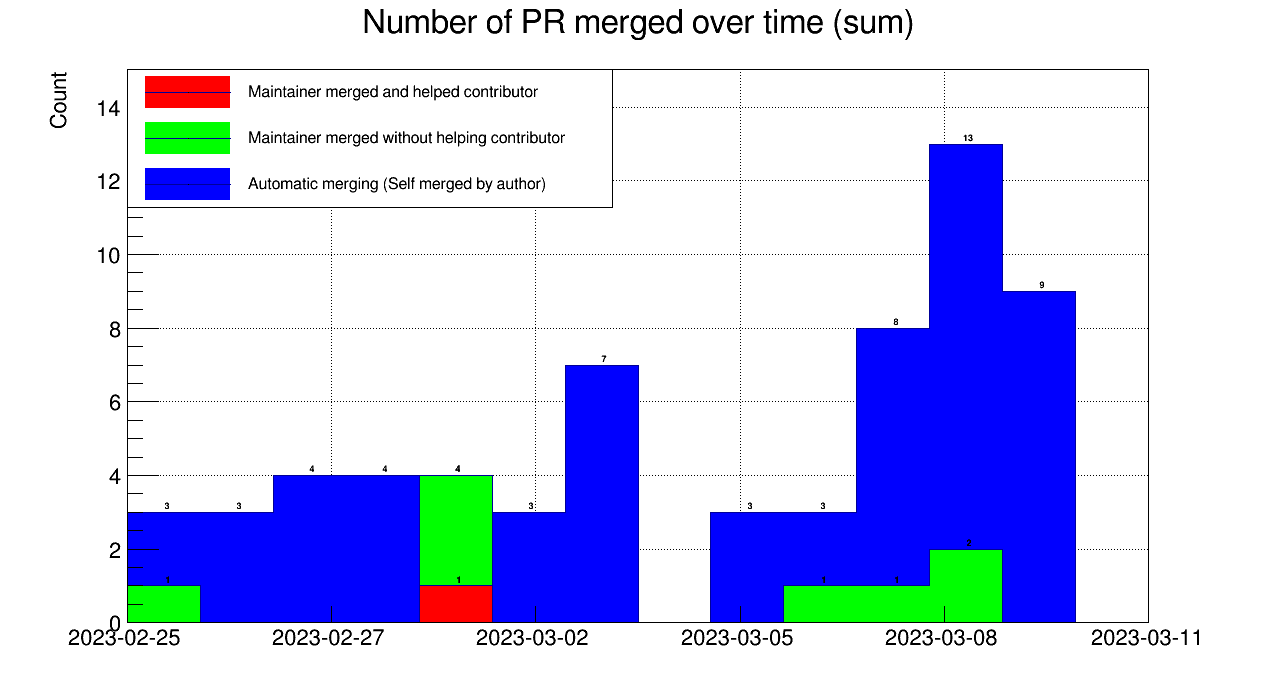 Number of PR merged over time (sum)
Count
Maintainer merged and helped contributor
Maintainer merged without helping contributor
Automatic merging (Self merged by author)
14
12
10
8
6
4
2
0
13
9
8
7
4 4 4
3 3 3 3 3
2
1 1 1 1
2023-02-25 2023-02-27 2023-03-02 2023-03-05 2023-03-08 2023-03-11